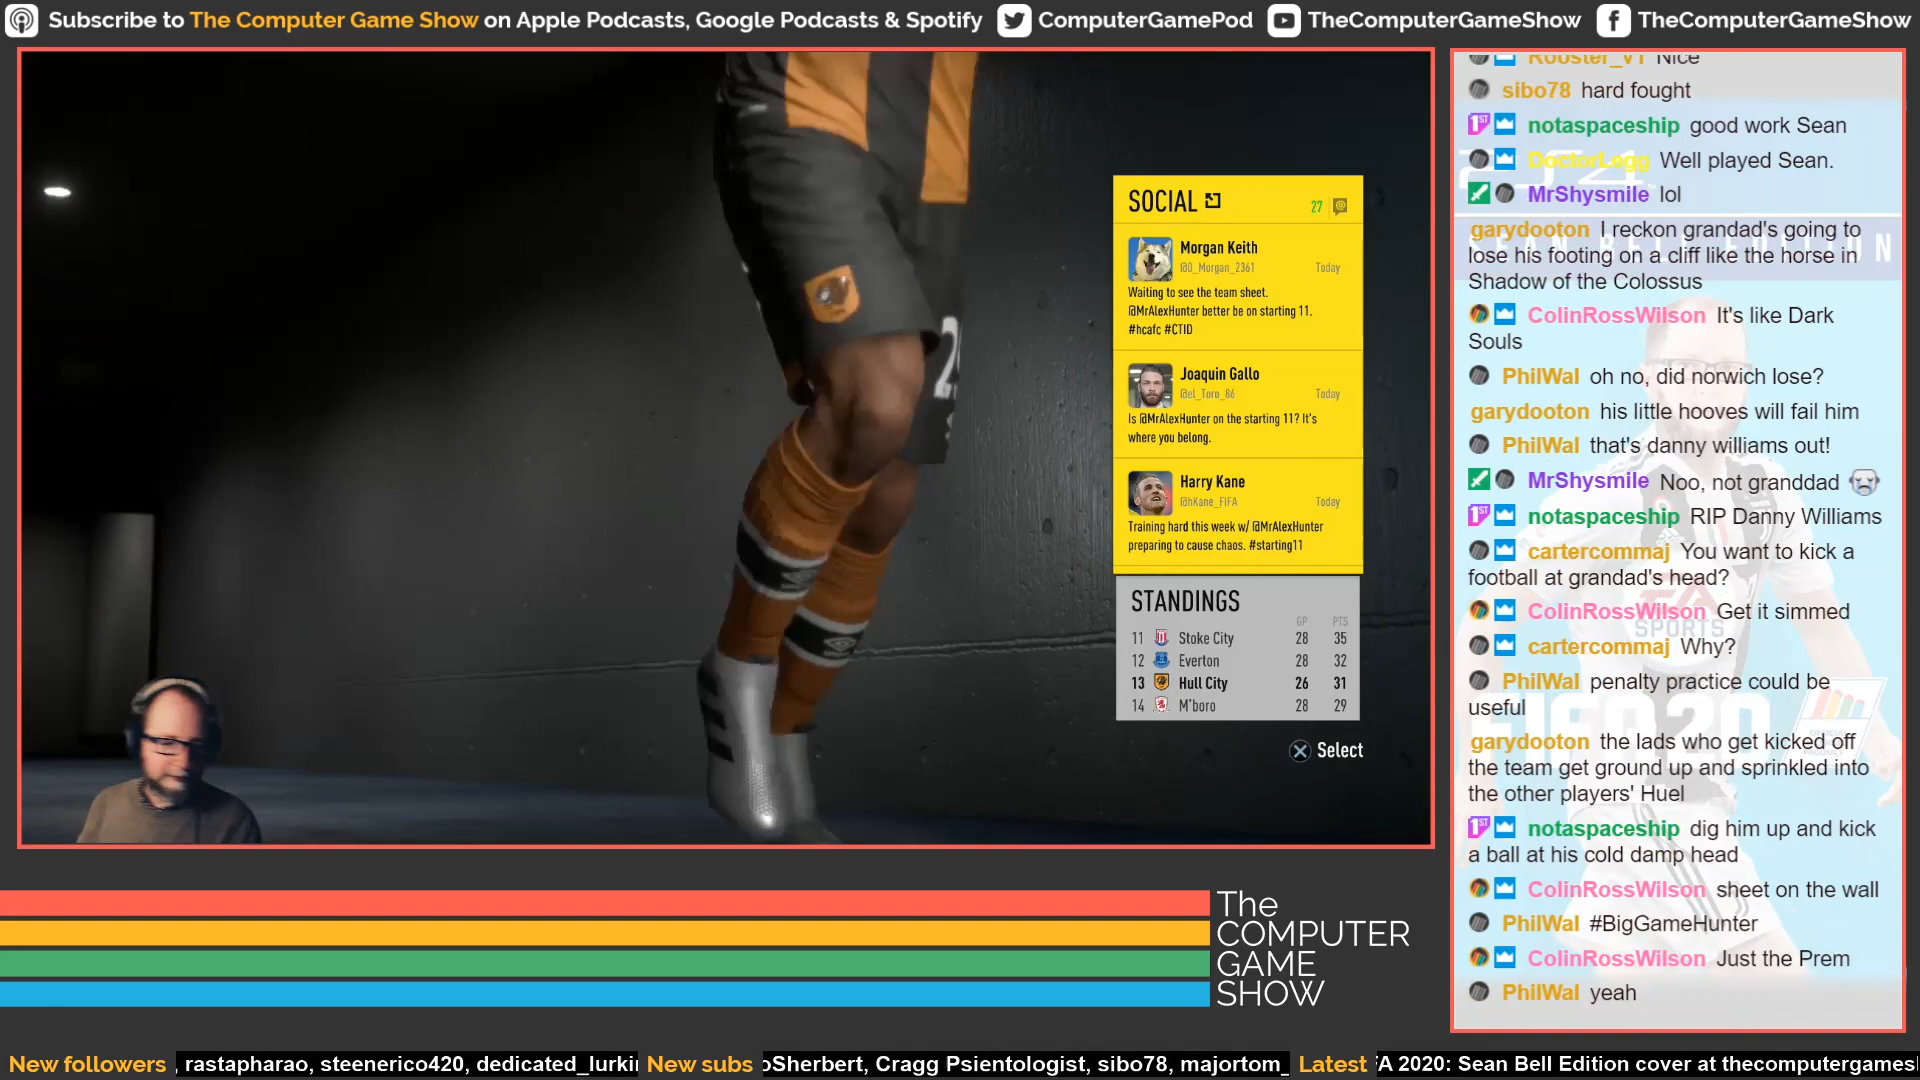 Subscribe to The Computer Game Show on Apple Podcasts, Google Podcasts & Spotify ComputerGamePod TheComputerGameShow TheComputerGameShow
SOCIAL 27
Morgan Keith
@O_Morgan_2361 Today
Waiting to see the team sheet.
@MrAlexHunter better be on starting 11.
#hcafc #CTID
Joaquin Gallo
@el_Toro_86 Today
Is @MrAlexHunter on the starting 11? It's
where you belong.
Harry Kane
@hKane_FIFA Today
Training hard this week w/ @MrAlexHunter
preparing to cause chaos. #starting11
STANDINGS
GP PTS
11 Stoke City 28 35
12 Everton 28 32
13 Hull City 26 31
14 M'boro 28 29
Select
Rooster_VT Nice
sibo78 hard fought
notaspaceship good work Sean
DoctorLogg Well played Sean.
MrShysmile lol
garydooton I reckon grandad's going to
lose his footing on a cliff like the horse in
Shadow of the Colossus
ColinRossWilson It's like Dark
Souls
PhilWal oh no, did norwich lose?
garydooton his little hooves will fail him
PhilWal that's danny williams out!
MrShysmile Noo, not granddad
notaspaceship RIP Danny Williams
cartercommaj You want to kick a
football at grandad's head?
ColinRossWilson Get it simmed
cartercommaj Why?
PhilWal penalty practice could be
useful
garydooton the lads who get kicked off
the team get ground up and sprinkled into
the other players' Huel
notaspaceship dig him up and kick
a ball at his cold damp head
ColinRossWilson sheet on the wall
PhilWal #BigGameHunter
ColinRossWilson Just the Prem
PhilWal yeah
SEAN BELL EDITION
EA
SPORTS
FIFA 20
The
COMPUTER
GAME
SHOW
New followers , rastapharao, steenerico420, dedicated_lurki New subs oSherbert, Cragg Psientologist, sibo78, majortom_ Latest FA 2020: Sean Bell Edition cover at thecomputergames